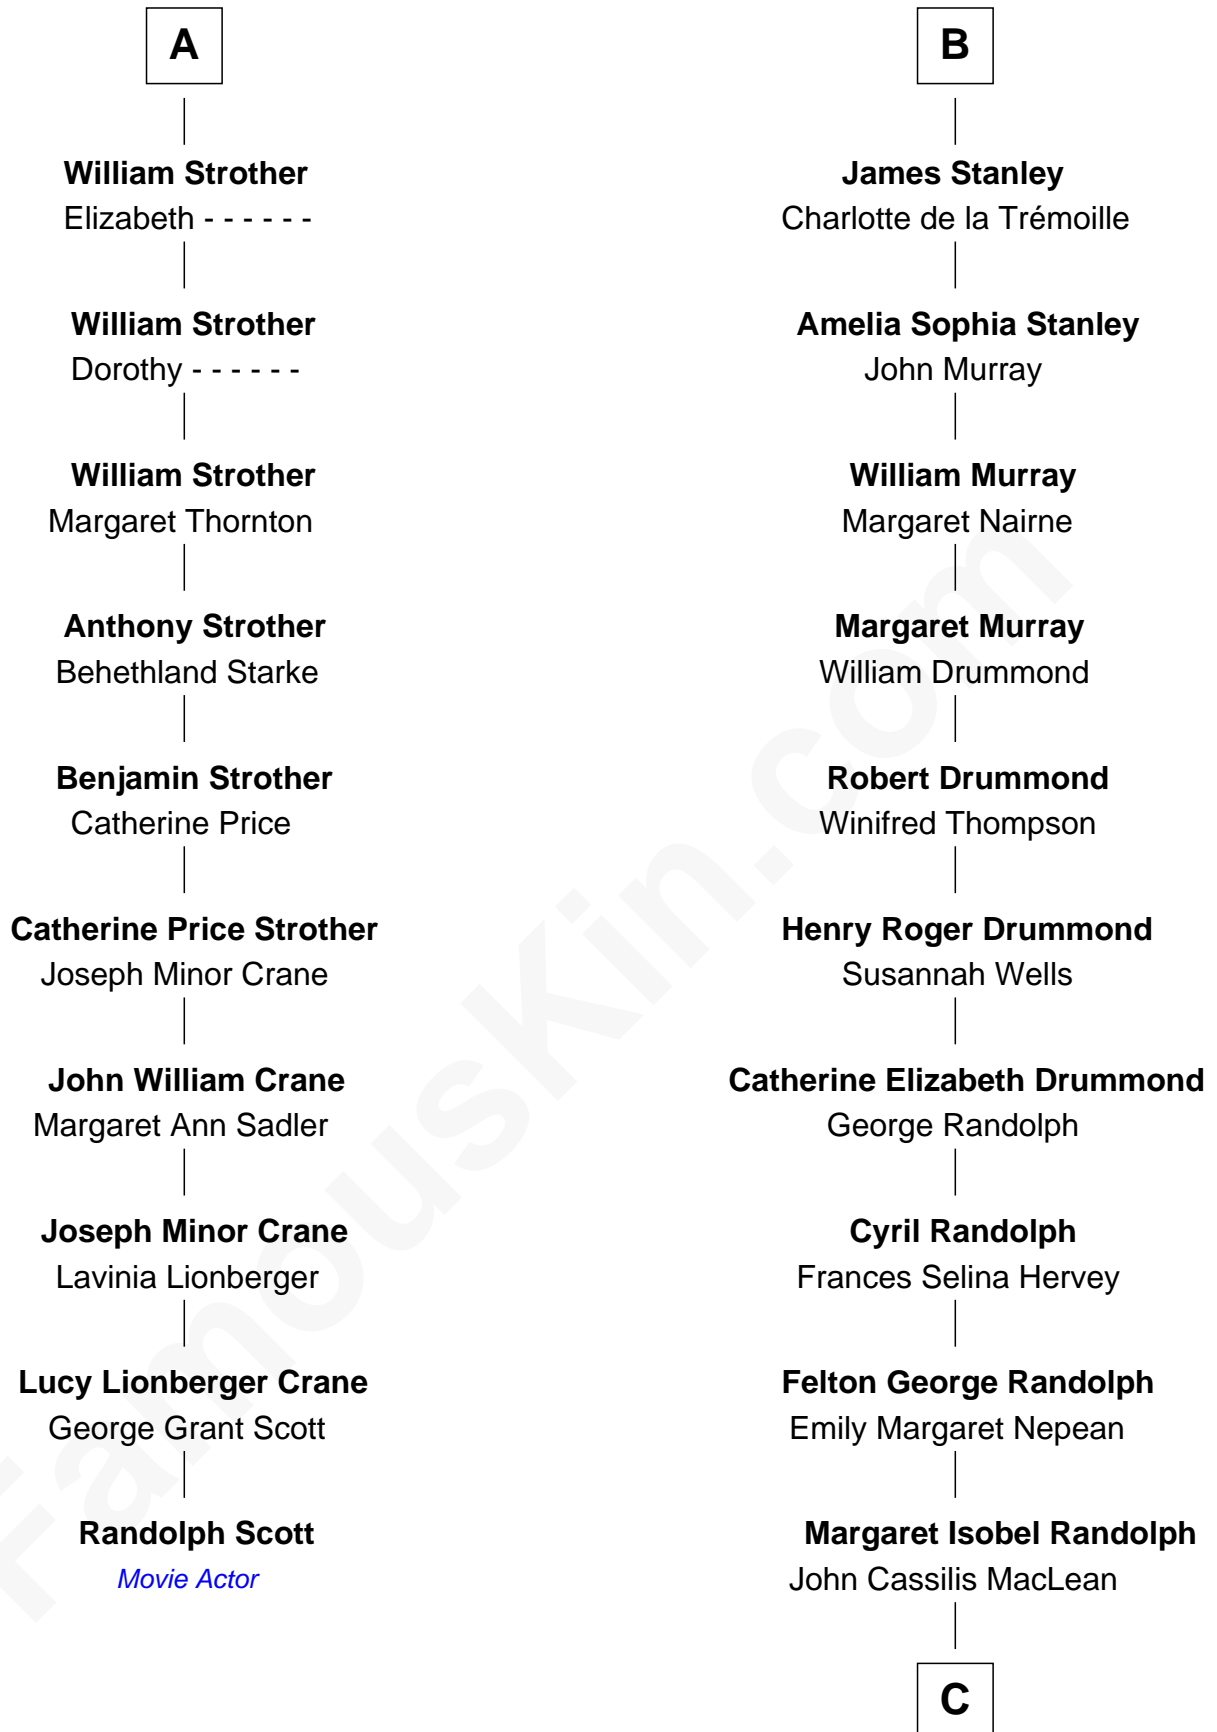 A
William Strother
Elizabeth - - - - - -
William Strother
Dorothy - - - - - -
William Strother
Margaret Thornton
Anthony Strother
Behethland Starke
Benjamin Strother
Catherine Price
Catherine Price Strother
Joseph Minor Crane
John William Crane
Margaret Ann Sadler
Joseph Minor Crane
Lavinia Lionberger
Lucy Lionberger Crane
George Grant Scott
Randolph Scott
Movie Actor
B
James Stanley
Charlotte de la Trémoille
Amelia Sophia Stanley
John Murray
William Murray
Margaret Nairne
Margaret Murray
William Drummond
Robert Drummond
Winifred Thompson
Henry Roger Drummond
Susannah Wells
Catherine Elizabeth Drummond
George Randolph
Cyril Randolph
Frances Selina Hervey
Felton George Randolph
Emily Margaret Nepean
Margaret Isobel Randolph
John Cassilis MacLean
C
FamousKin.com